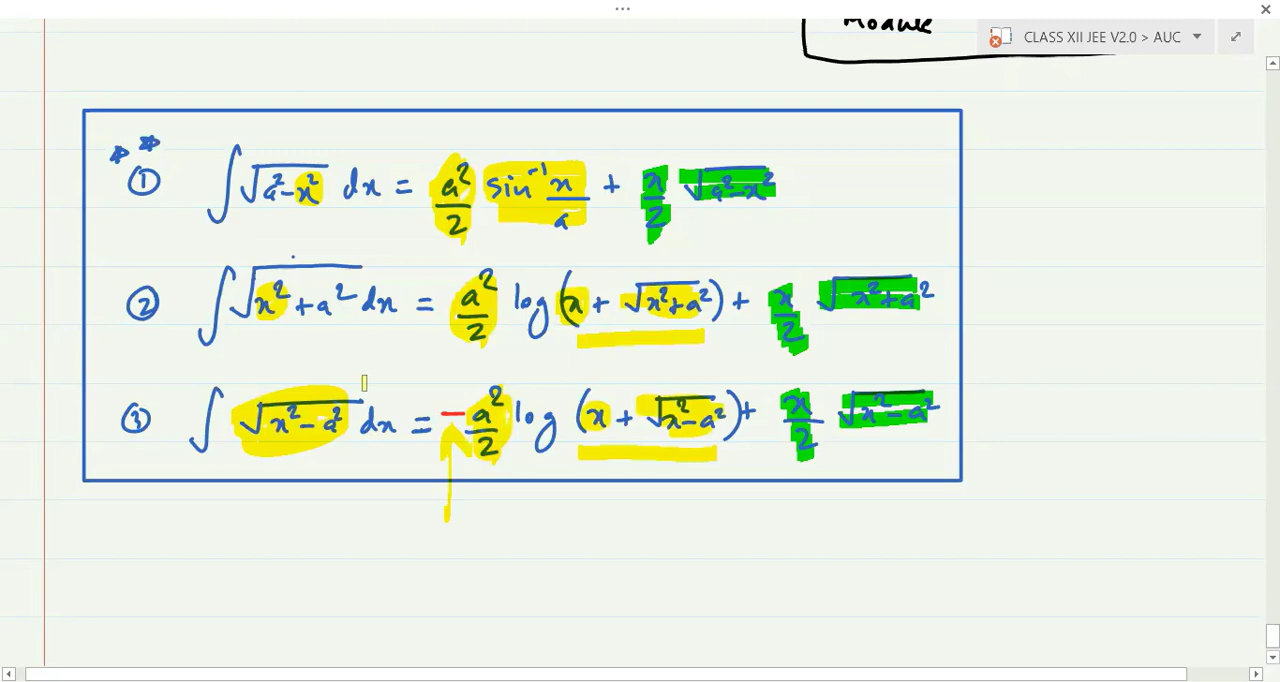 Module
CLASS XII JEE V2.0 > AUC
① ∫√(a²-x²) dx = a²/2 sin⁻¹ x/a + x/2 √(a²-x²)
② ∫√(x²+a²) dx = a²/2 log(x + √(x²+a²)) + x/2 √(x²+a²)
③ ∫√(x²-a²) dx = -a²/2 log(x + √(x²-a²)) + x/2 √(x²-a²)